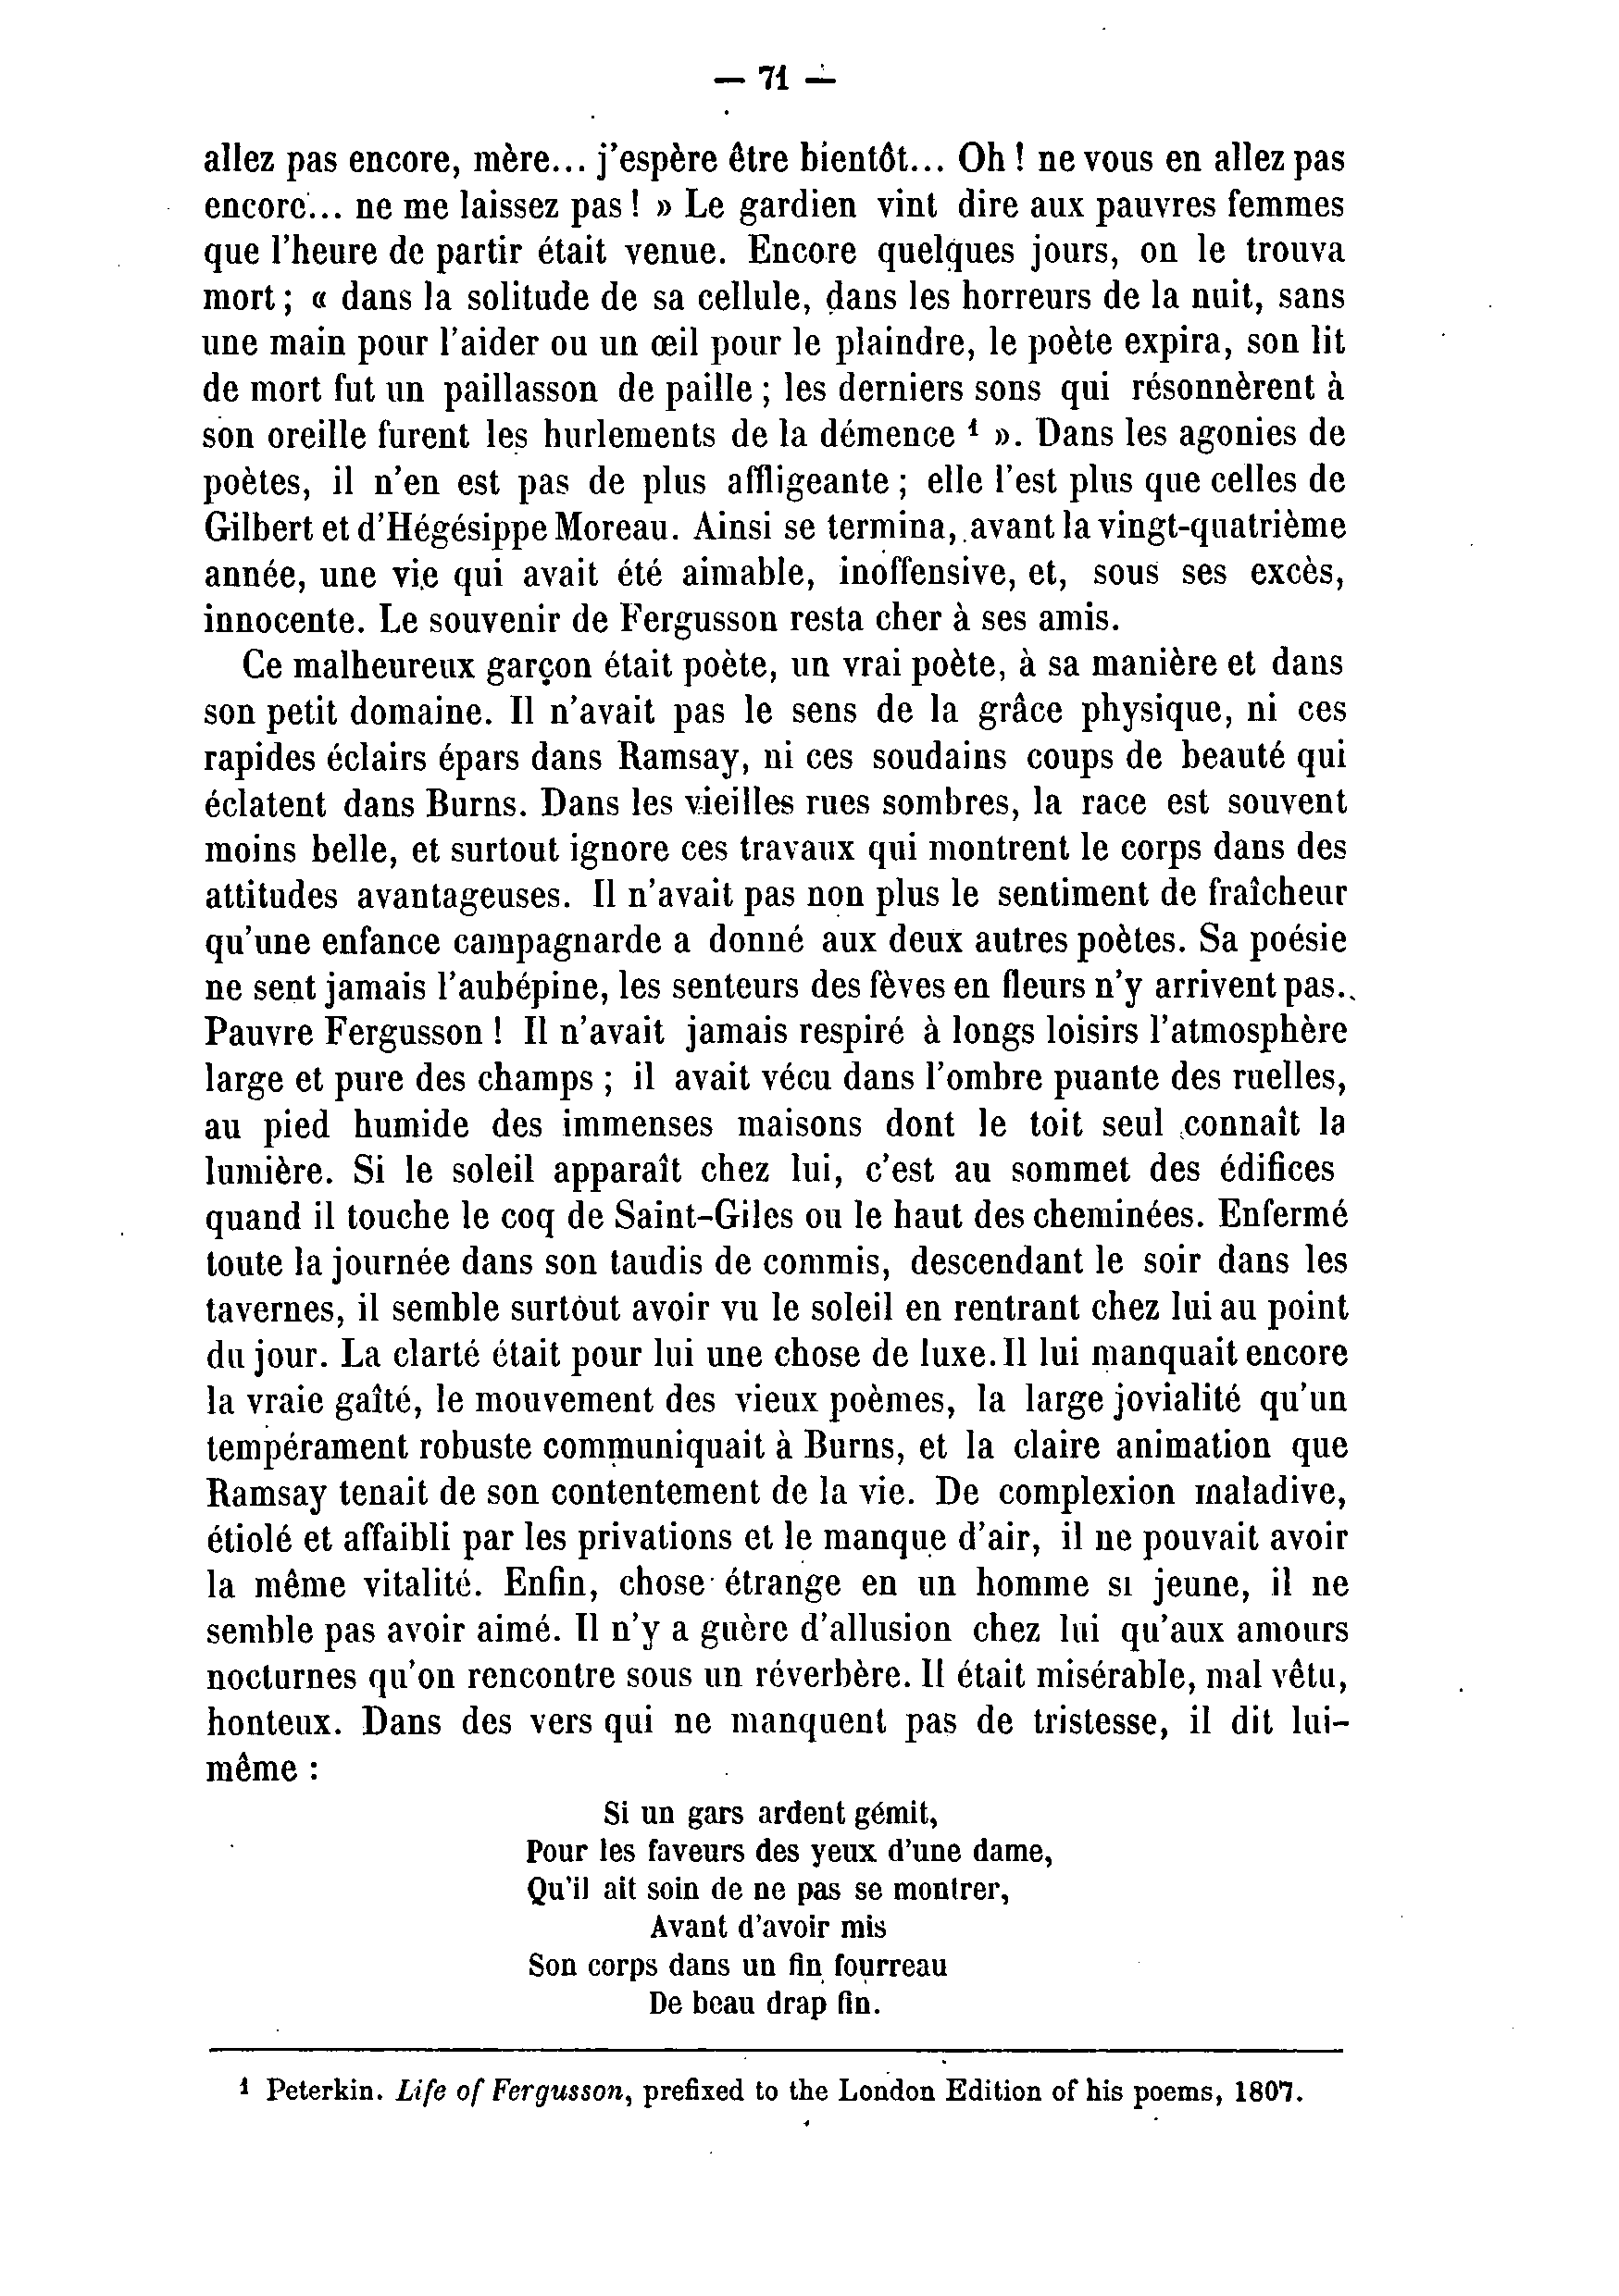 — 71 —
allez pas encore, mère... j'espère être bientôt... Oh ! ne vous en allez pas
encore... ne me laissez pas ! » Le gardien vint dire aux pauvres femmes
que l'heure de partir était venue. Encore quelques jours, on le trouva
mort ; « dans la solitude de sa cellule, dans les horreurs de la nuit, sans
une main pour l'aider ou un œil pour le plaindre, le poète expira, son lit
de mort fut un paillasson de paille ; les derniers sons qui résonnèrent à
son oreille furent les hurlements de la démence ¹ ». Dans les agonies de
poètes, il n'en est pas de plus affligeante ; elle l'est plus que celles de
Gilbert et d'Hégésippe Moreau. Ainsi se termina, avant la vingt-quatrième
année, une vie qui avait été aimable, inoffensive, et, sous ses excès,
innocente. Le souvenir de Fergusson resta cher à ses amis.
Ce malheureux garçon était poète, un vrai poète, à sa manière et dans
son petit domaine. Il n'avait pas le sens de la grâce physique, ni ces
rapides éclairs épars dans Ramsay, ni ces soudains coups de beauté qui
éclatent dans Burns. Dans les vieilles rues sombres, la race est souvent
moins belle, et surtout ignore ces travaux qui montrent le corps dans des
attitudes avantageuses. Il n'avait pas non plus le sentiment de fraîcheur
qu'une enfance campagnarde a donné aux deux autres poètes. Sa poésie
ne sent jamais l'aubépine, les senteurs des fèves en fleurs n'y arrivent pas.
Pauvre Fergusson ! Il n'avait jamais respiré à longs loisirs l'atmosphère
large et pure des champs ; il avait vécu dans l'ombre puante des ruelles,
au pied humide des immenses maisons dont le toit seul connaît la
lumière. Si le soleil apparaît chez lui, c'est au sommet des édifices
quand il touche le coq de Saint-Giles ou le haut des cheminées. Enfermé
toute la journée dans son taudis de commis, descendant le soir dans les
tavernes, il semble surtout avoir vu le soleil en rentrant chez lui au point
du jour. La clarté était pour lui une chose de luxe. Il lui manquait encore
la vraie gaîté, le mouvement des vieux poèmes, la large jovialité qu'un
tempérament robuste communiquait à Burns, et la claire animation que
Ramsay tenait de son contentement de la vie. De complexion maladive,
étiolé et affaibli par les privations et le manque d'air, il ne pouvait avoir
la même vitalité. Enfin, chose étrange en un homme si jeune, il ne
semble pas avoir aimé. Il n'y a guère d'allusion chez lui qu'aux amours
nocturnes qu'on rencontre sous un réverbère. Il était misérable, mal vêtu,
honteux. Dans des vers qui ne manquent pas de tristesse, il dit lui-
même :
Si un gars ardent gémit,
Pour les faveurs des yeux d'une dame,
Qu'il ait soin de ne pas se montrer,
Avant d'avoir mis
Son corps dans un fin fourreau
De beau drap fin.
¹ Peterkin. Life of Fergusson, prefixed to the London Edition of his poems, 1807.